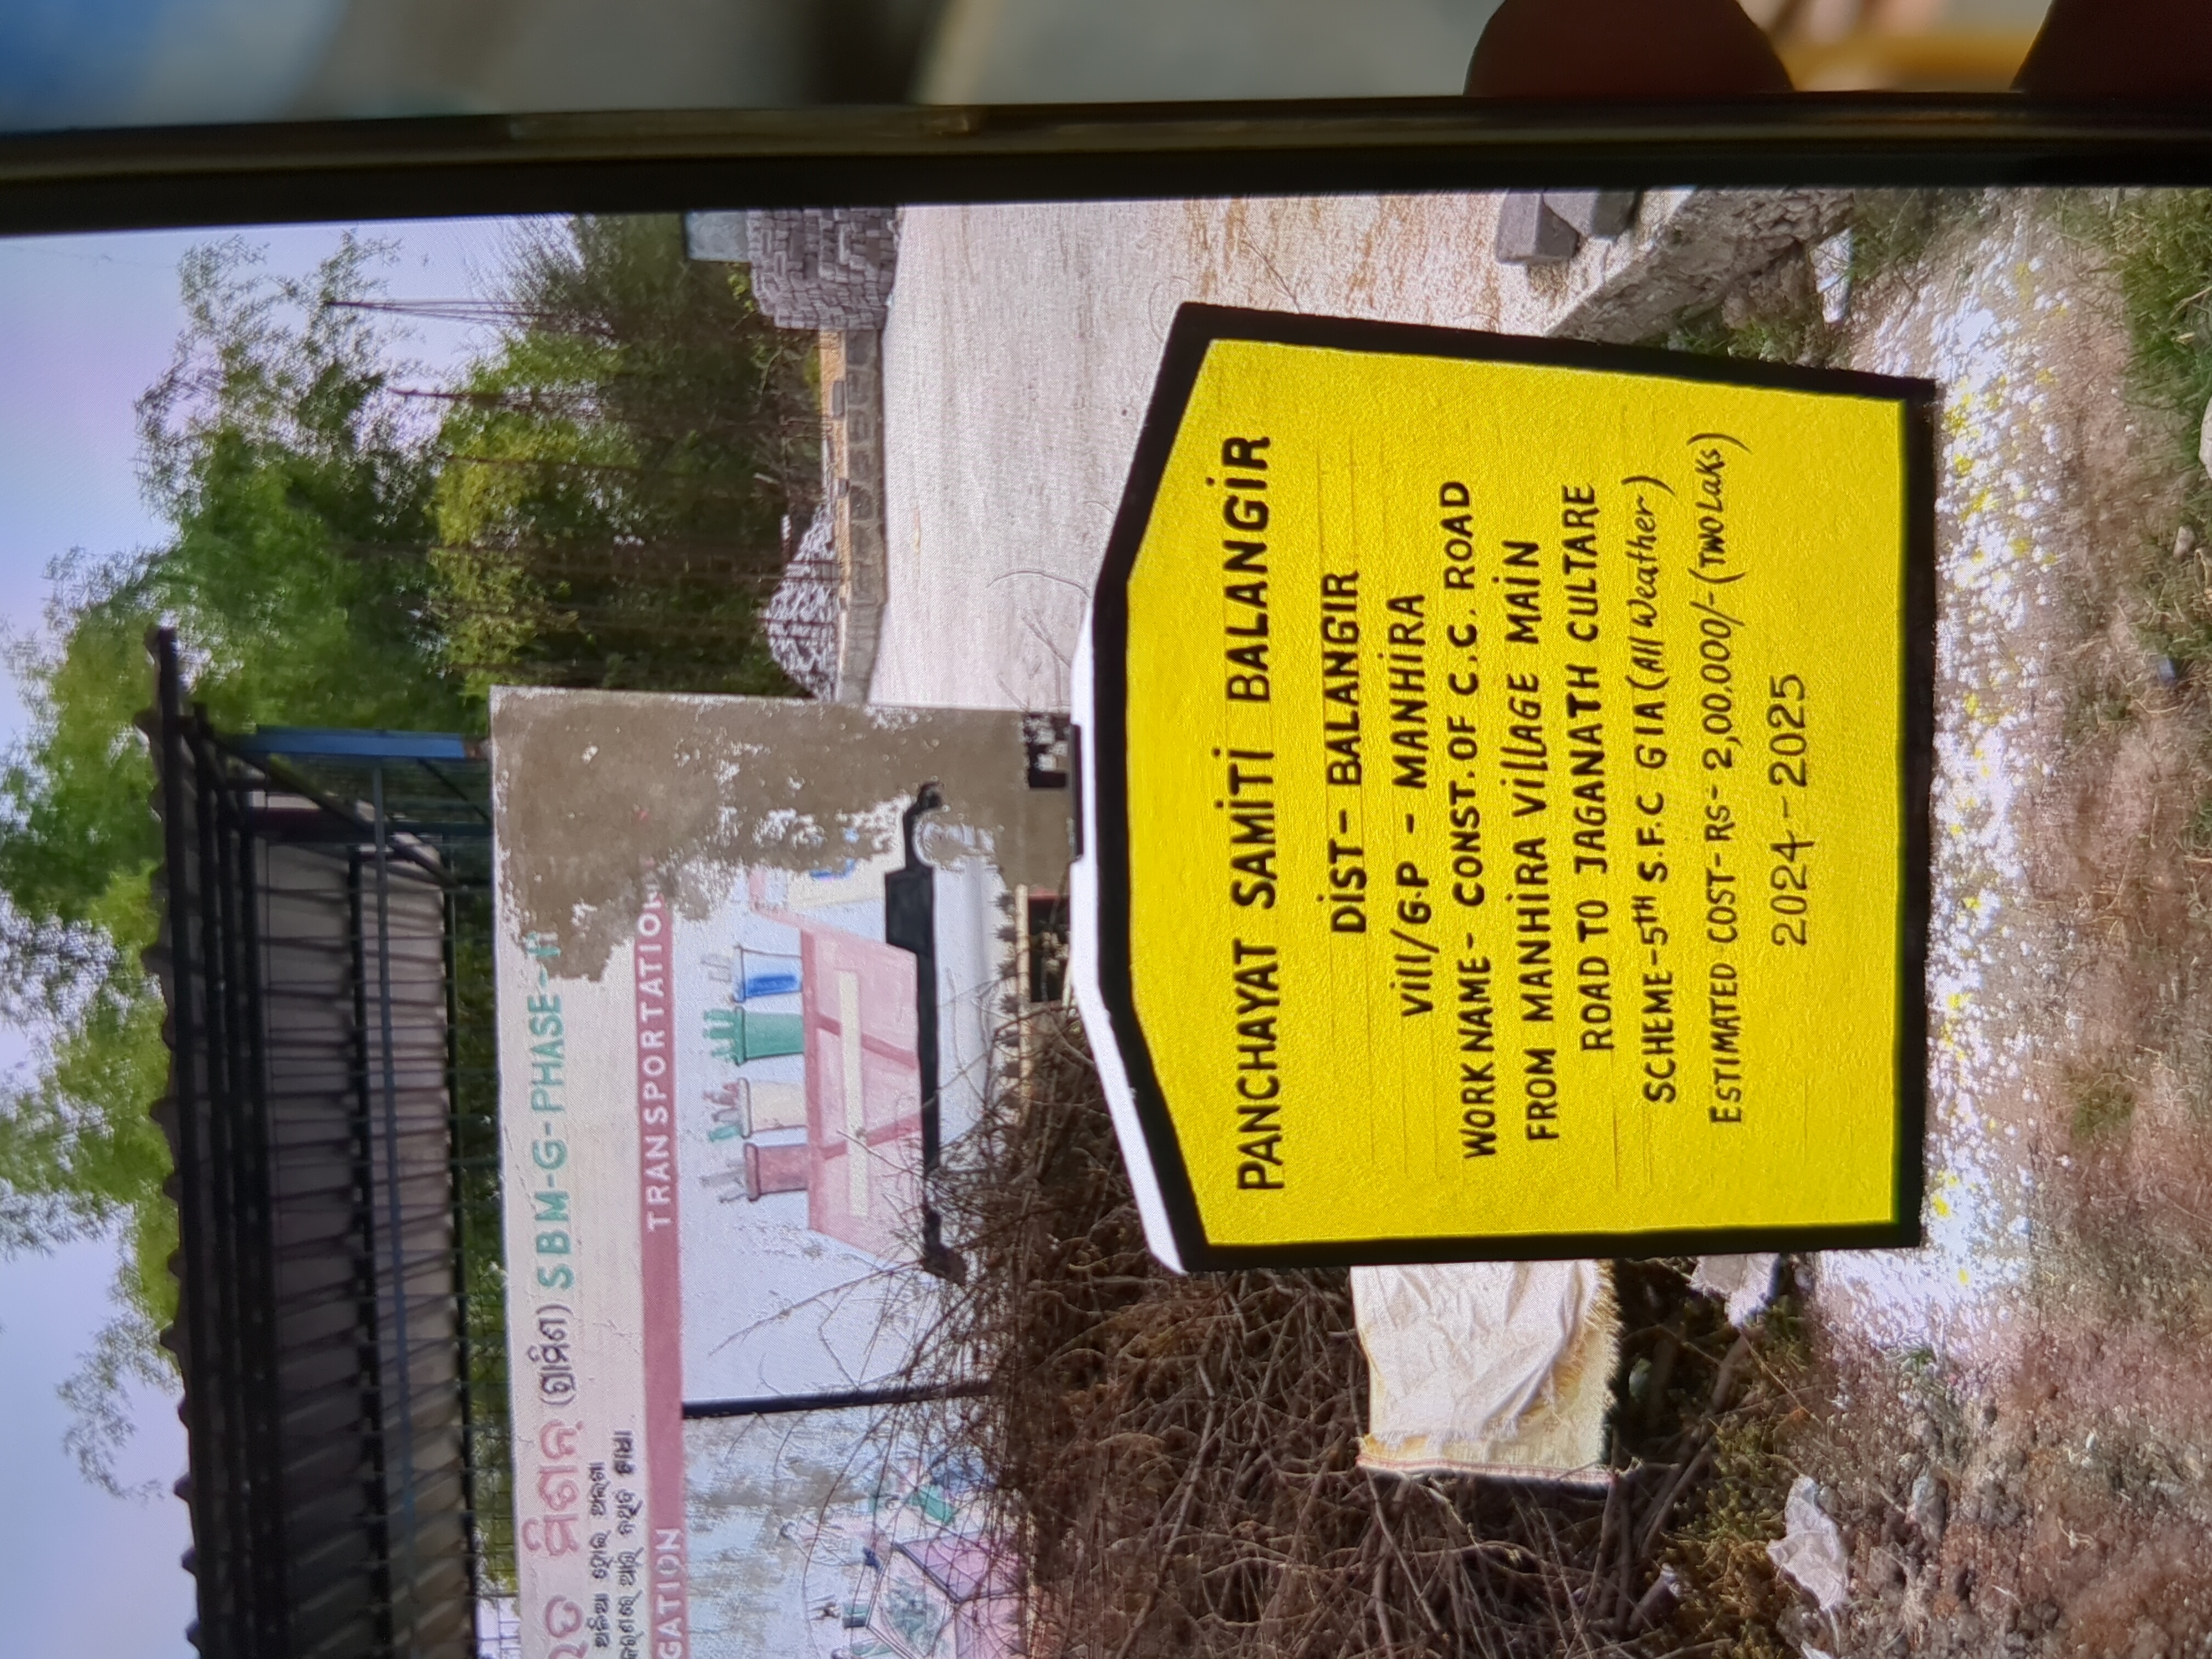 PANCHAYAT SAMITI BALANGIR
DIST- BALANGIR
Vill/G.P - MANHIRA
WORK NAME- CONST. OF C.C. ROAD
FROM MANHIRA VillAGE MAIN
ROAD TO JAGANATH CULTARE
SCHEME-5TH S.F.C GIA (All Weather)
ESTIMATED COST-RS-2,00,000/-(TWO LaKs)
2024-2025
ମିଶନ୍ (ଗ୍ରାମିଣ) SBM-G-PHASE-II
TRANSPORTATION
GATION